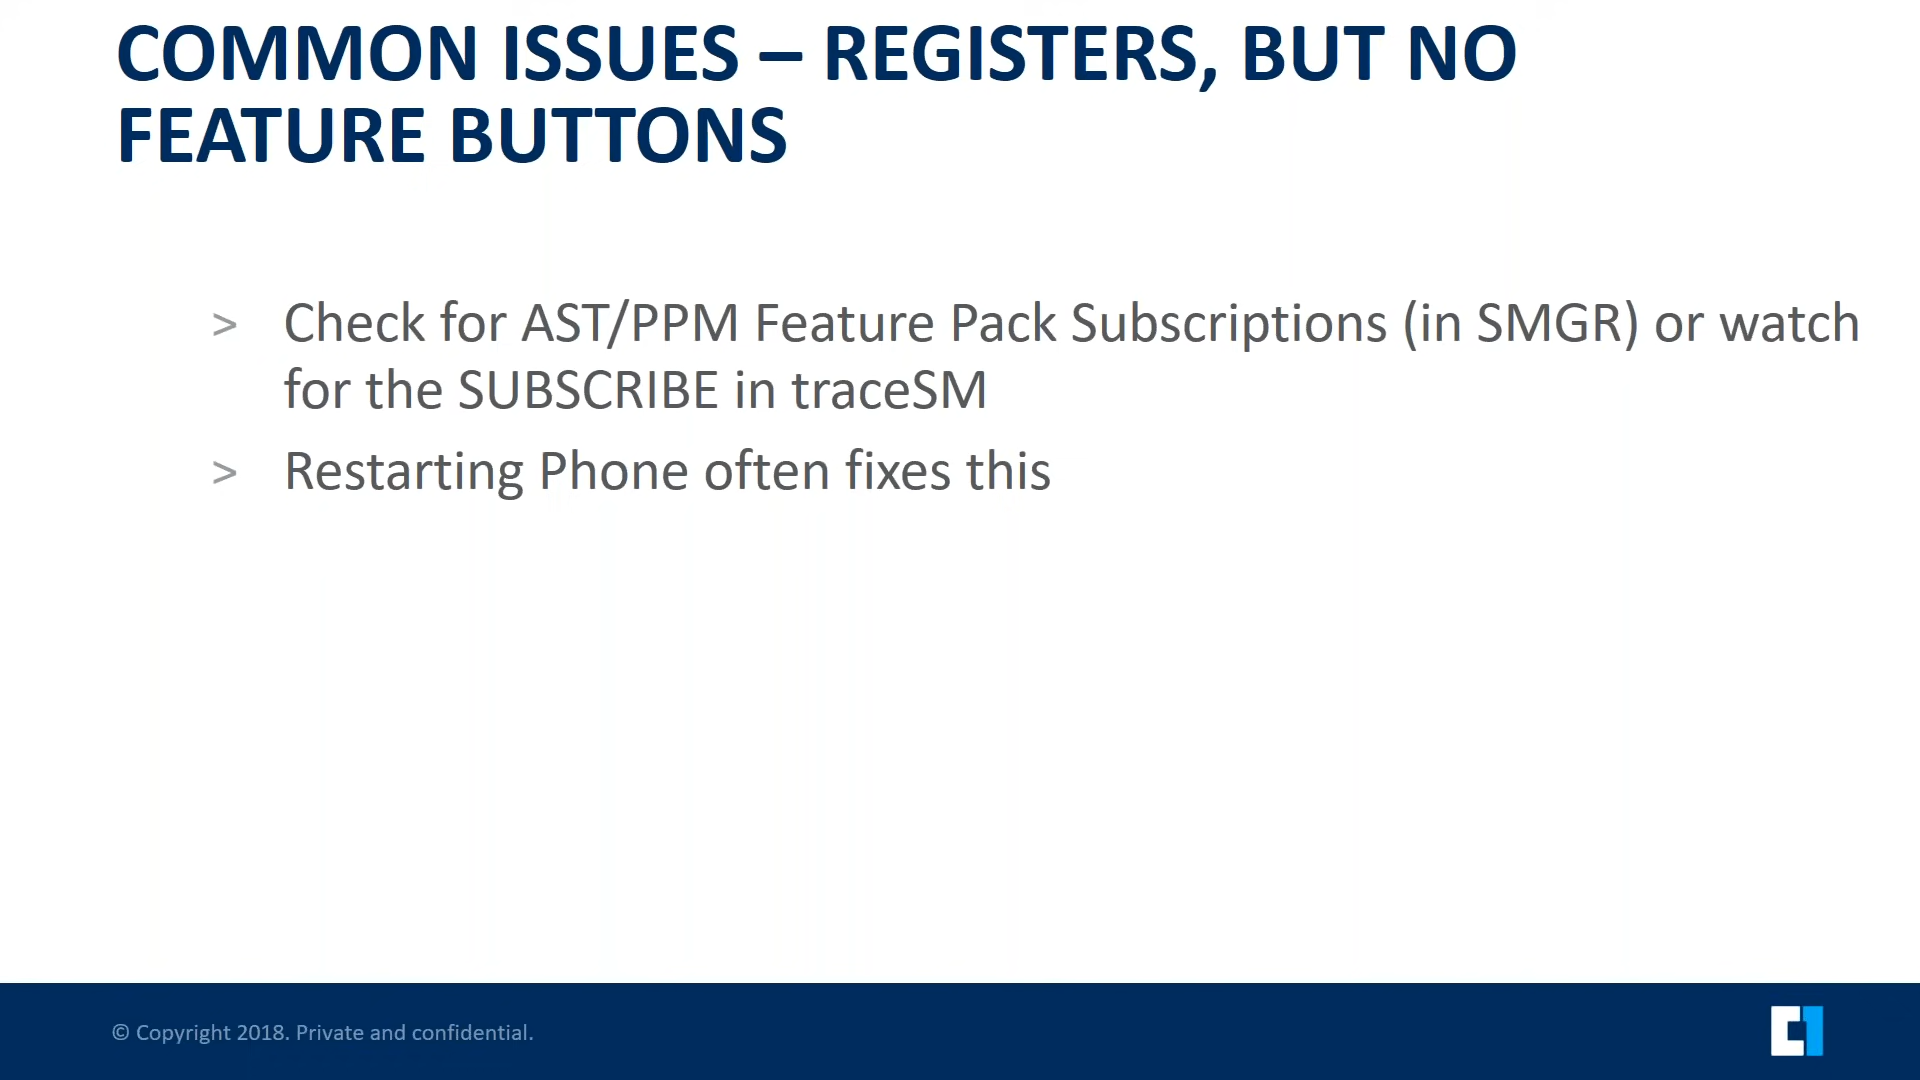 COMMON ISSUES – REGISTERS, BUT NO
FEATURE BUTTONS
> Check for AST/PPM Feature Pack Subscriptions (in SMGR) or watch
for the SUBSCRIBE in traceSM
> Restarting Phone often fixes this
© Copyright 2018. Private and confidential.